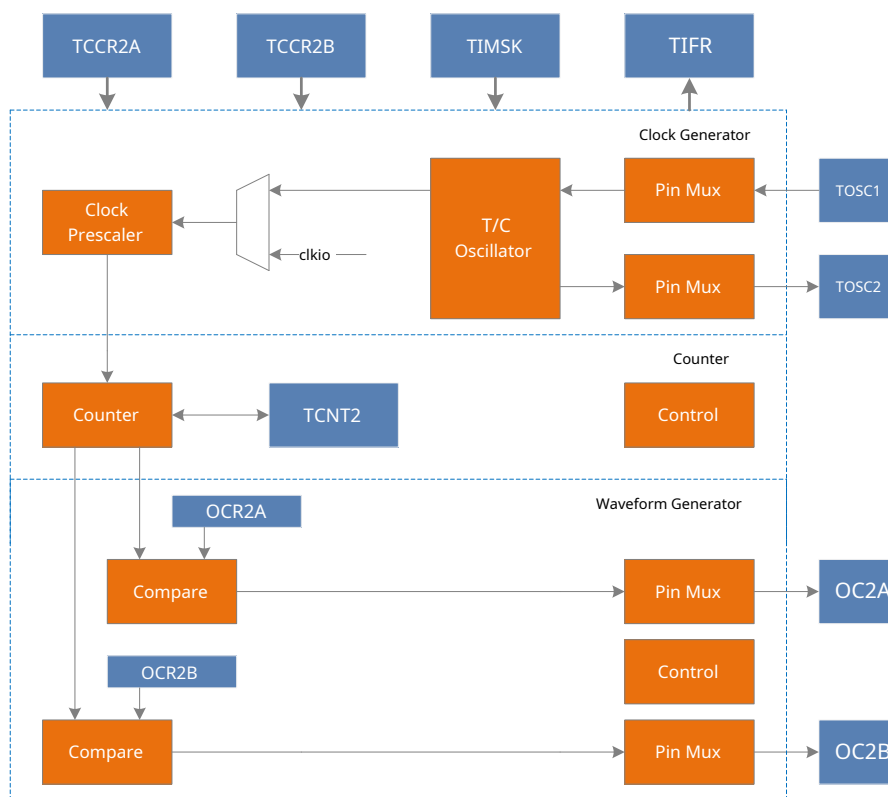 TCCR2A
TCCR2B
TIMSK
TIFR
Clock Generator
Clock
Prescaler
clkio
T/C
Oscillator
Pin Mux
TOSC1
Pin Mux
TOSC2
Counter
Counter
TCNT2
Control
Waveform Generator
OCR2A
Compare
Pin Mux
OC2A
Control
OCR2B
Compare
Pin Mux
OC2B